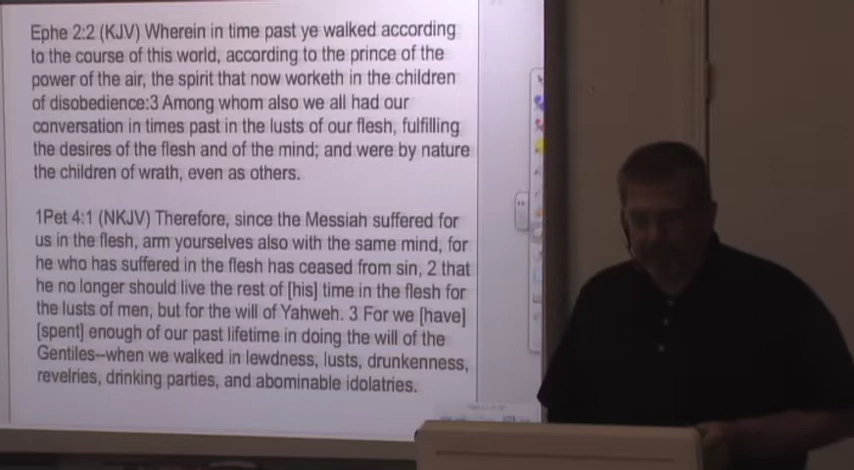 Ephe 2:2 (KJV) Wherein in time past ye walked according
to the course of this world, according to the prince of the
power of the air, the spirit that now worketh in the children
of disobedience:3 Among whom also we all had our
conversation in times past in the lusts of our flesh, fulfilling
the desires of the flesh and of the mind; and were by nature
the children of wrath, even as others.
1Pet 4:1 (NKJV) Therefore, since the Messiah suffered for
us in the flesh, arm yourselves also with the same mind, for
he who has suffered in the flesh has ceased from sin, 2 that
he no longer should live the rest of [his] time in the flesh for
the lusts of men, but for the will of Yahweh. 3 For we [have]
[spent] enough of our past lifetime in doing the will of the
Gentiles--when we walked in lewdness, lusts, drunkenness,
revelries, drinking parties, and abominable idolatries.